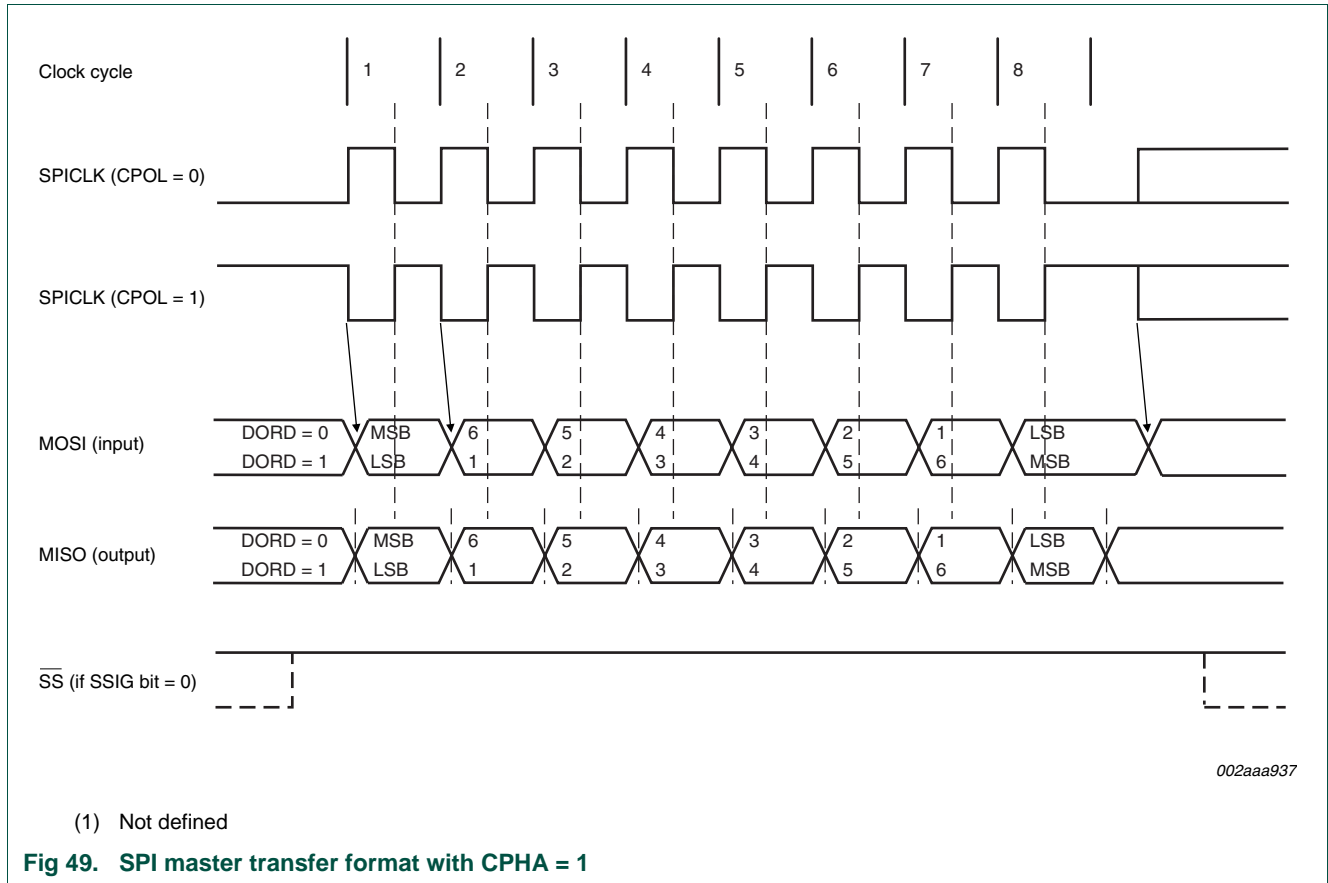 Clock cycle 1 2 3 4 5 6 7 8
SPICLK (CPOL = 0)
SPICLK (CPOL = 1)
MOSI (input)
DORD = 0 MSB 6 5 4 3 2 1 LSB
DORD = 1 LSB 1 2 3 4 5 6 MSB
MISO (output)
DORD = 0 MSB 6 5 4 3 2 1 LSB
DORD = 1 LSB 1 2 3 4 5 6 MSB
SS (if SSIG bit = 0)
002aaa937
(1) Not defined
Fig 49. SPI master transfer format with CPHA = 1